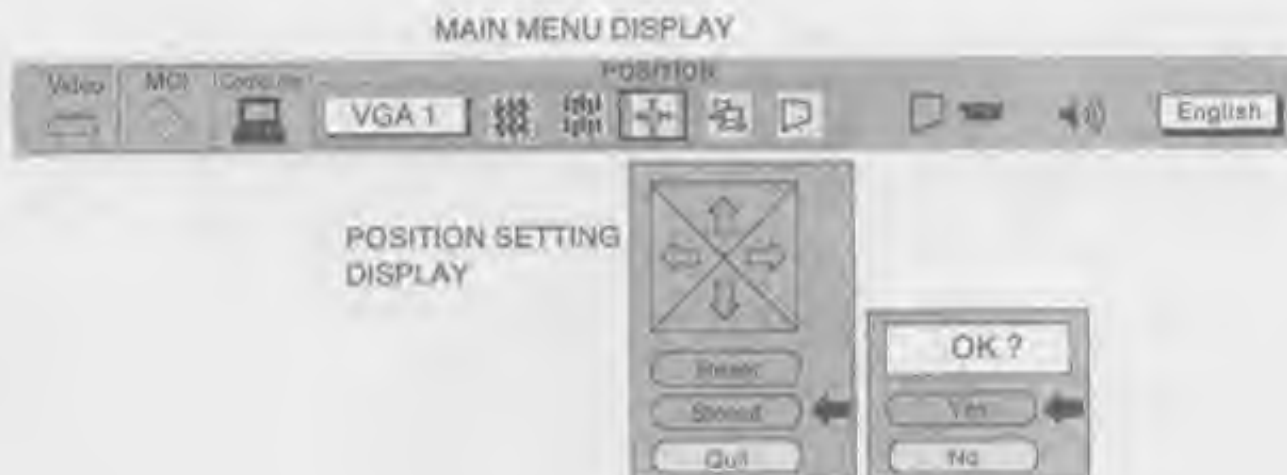 MAIN MENU DISPLAY
POSITION
Video MCI Computer
VGA 1 English
POSITION SETTING
DISPLAY
OK ?
Reset
Stored Yes
Quit No